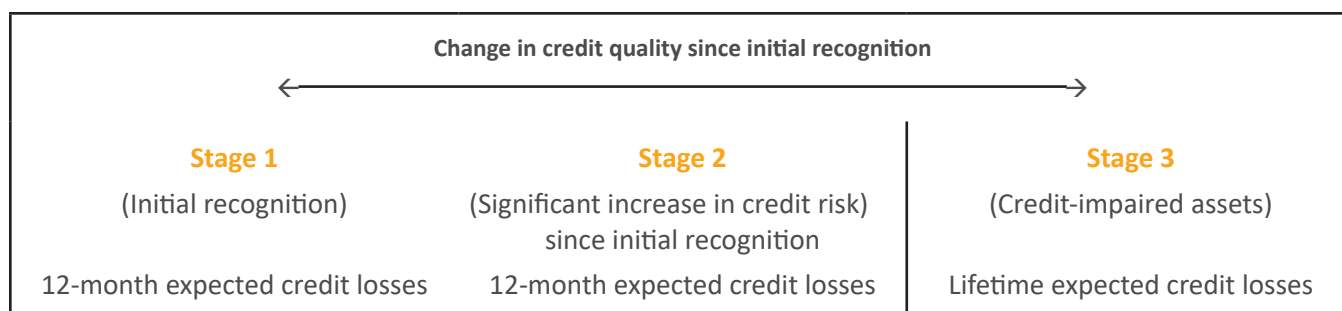 Change in credit quality since initial recognition
Stage 1
(Initial recognition)
12-month expected credit losses
Stage 2
(Significant increase in credit risk)
since initial recognition
12-month expected credit losses
Stage 3
(Credit-impaired assets)
Lifetime expected credit losses